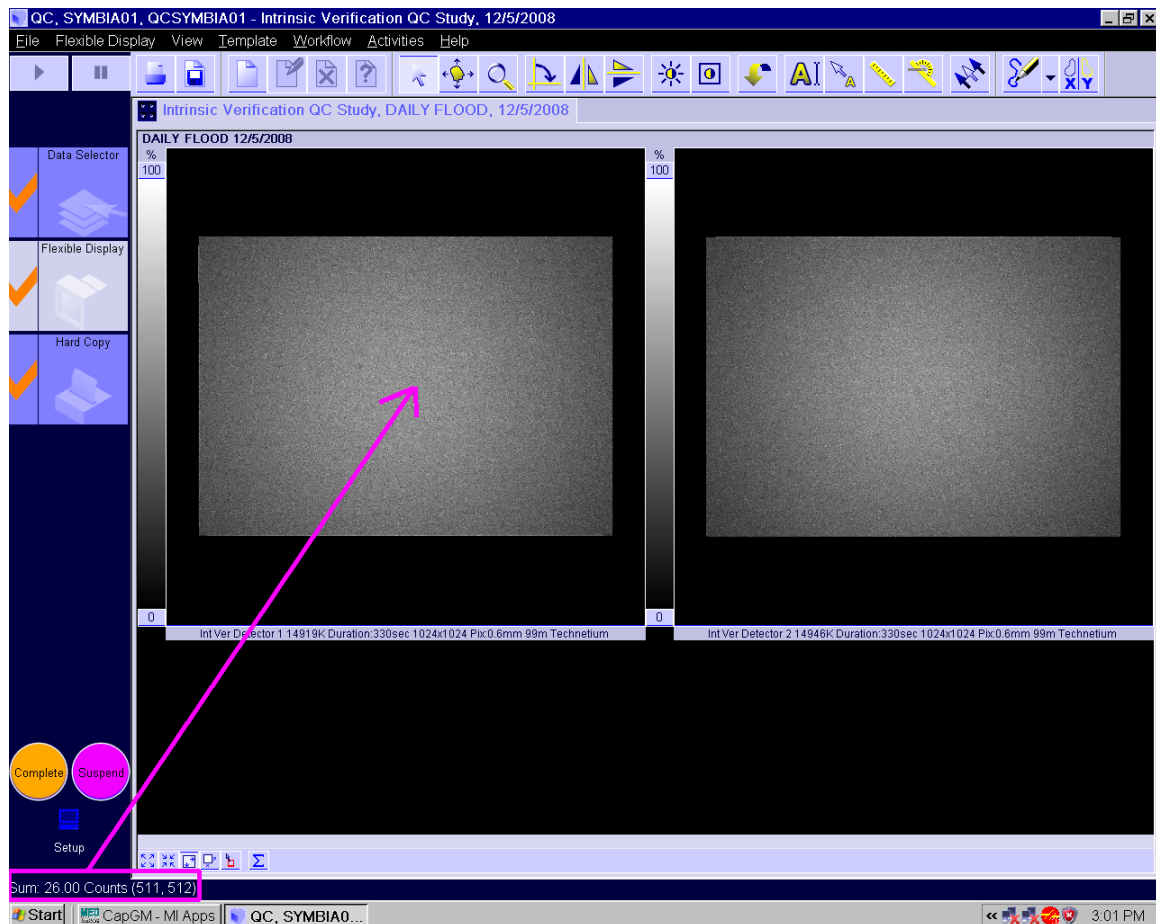 QC, SYMBIA01, QCSYMBIA01 - Intrinsic Verification QC Study, 12/5/2008
File Flexible Display View Template Workflow Activities Help
Intrinsic Verification QC Study, DAILY FLOOD, 12/5/2008
DAILY FLOOD 12/5/2008
Data Selector
% %
100 100
Flexible Display
Hard Copy
0 0
Int Ver Detector 1 14919K Duration:330sec 1024x1024 Pix:0.6mm 99m Technetium
Int Ver Detector 2 14946K Duration:330sec 1024x1024 Pix:0.6mm 99m Technetium
Complete Suspend
Setup
Sum: 26.00 Counts (511, 512)
Start CapGM - MI Apps QC, SYMBIA0... 3:01 PM